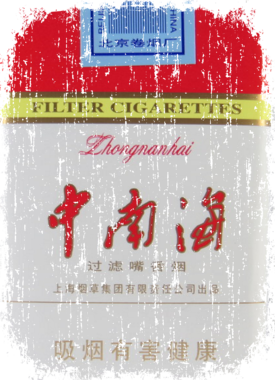 CHINA
北京卷烟厂
FILTER CIGARETTES
Zhongnanhai
中南海
过滤嘴香烟
上海烟草集团有限责任公司出品
吸烟有害健康